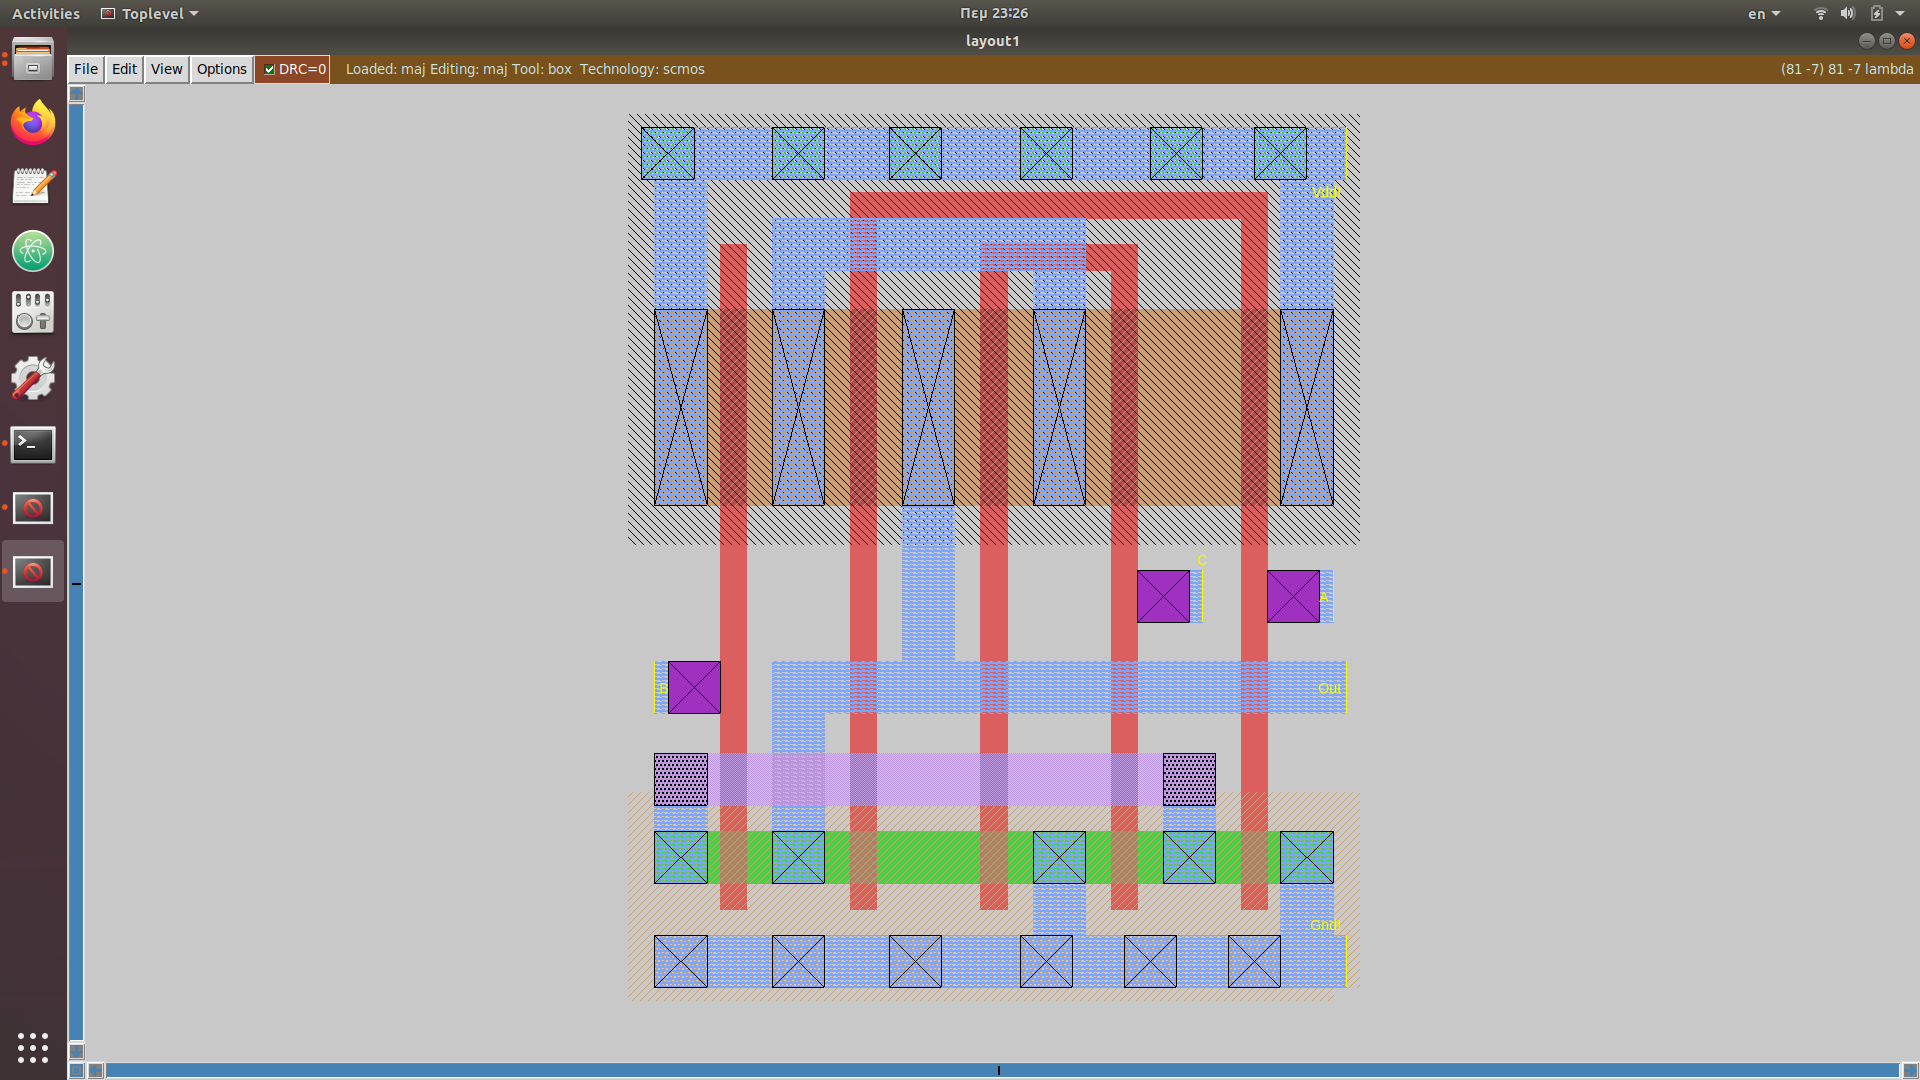 Activities Toplevel Πεμ 23:26 en
layout1
File Edit View Options DRC=0 Loaded: maj Editing: maj Tool: box Technology: scmos (81 -7) 81 -7 lambda
Vdd!
C
A
B
Out
Gnd!